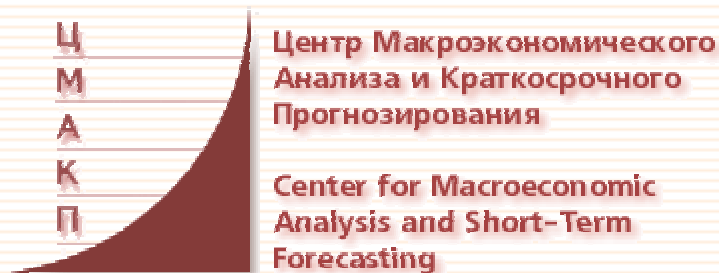 Ц
М
А
К
П
Центр Макроэкономического
Анализа и Краткосрочного
Прогнозирования
Center for Macroeconomic
Analysis and Short-Term
Forecasting